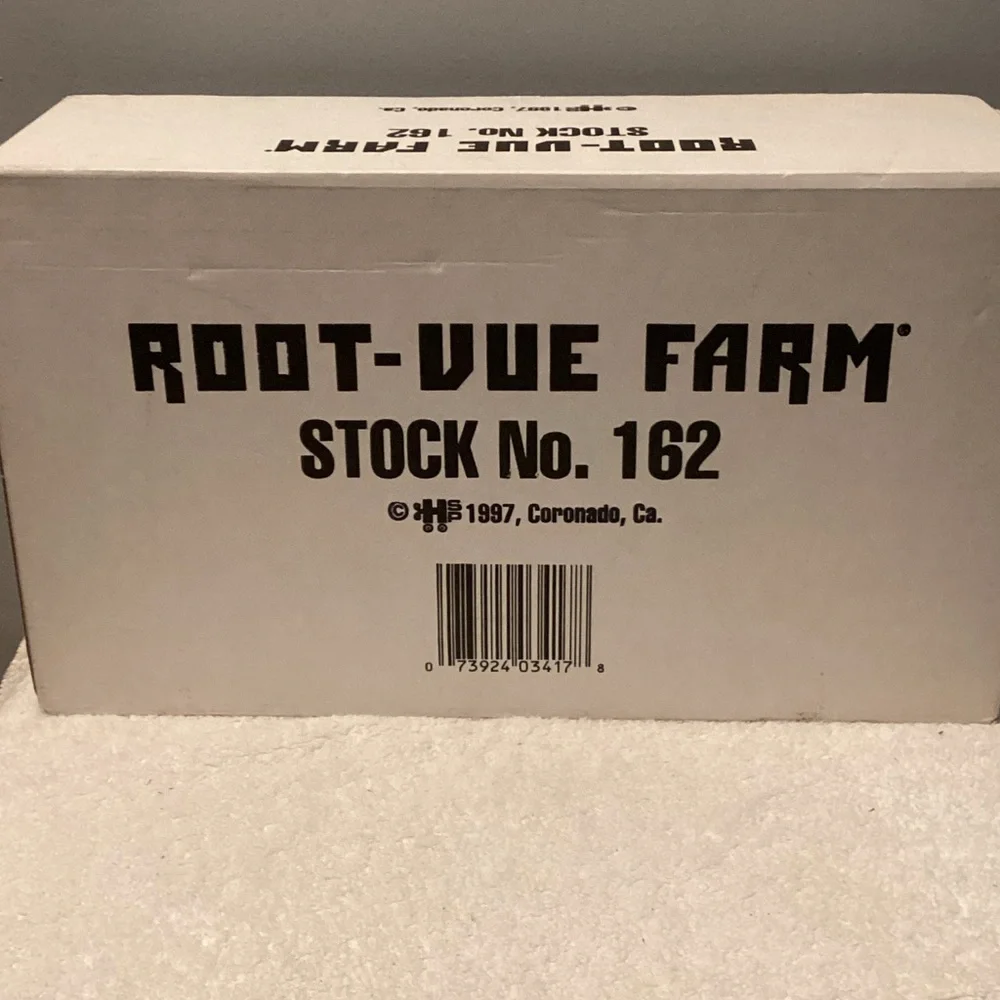 © HSP 1997, Coronado, Ca.
STOCK No. 162
ROOT-VUE FARM
ROOT-VUE FARM®
STOCK No. 162
© 1997, Coronado, Ca.
0 73924 03417 8